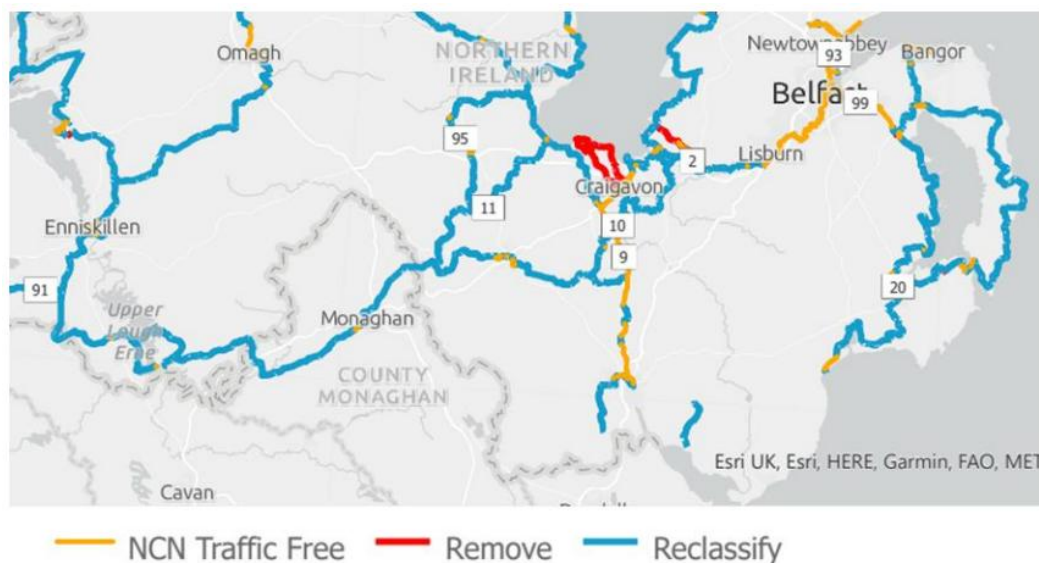 Omagh
NORTHERN
IRELAND
Newtownabbey
93
Bangor
Belfast
99
95
2
Lisburn
Craigavon
11
10
Enniskillen
9
91
20
Upper
Lough
Erne
Monaghan
COUNTY
MONAGHAN
Esri UK, Esri, HERE, Garmin, FAO, MET
Cavan
NCN Traffic Free Remove Reclassify